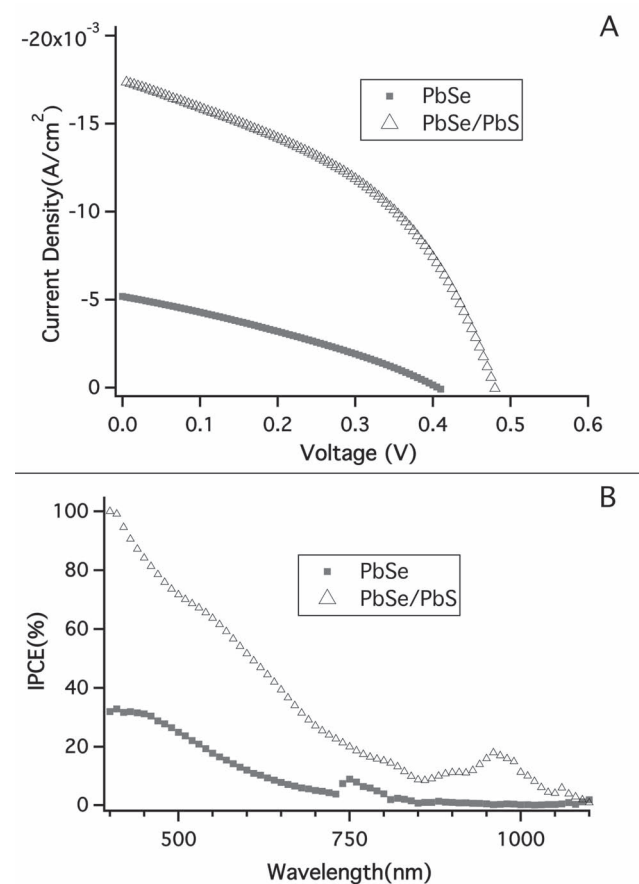 A
-20x10⁻³
-15
-10
-5
0
Current Density(A/cm²)
PbSe
PbSe/PbS
0.0 0.1 0.2 0.3 0.4 0.5 0.6
Voltage (V)
B
100
80
60
40
20
0
IPCE(%)
PbSe
PbSe/PbS
500 750 1000
Wavelength(nm)